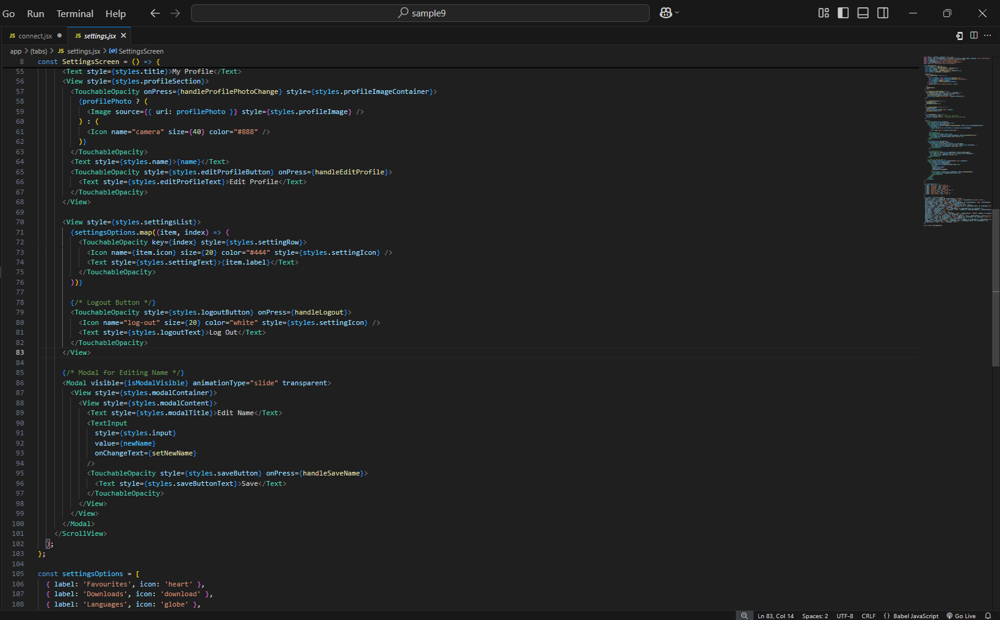 Go Run Terminal Help
sample9
JS connect.jsx
JS settings.jsx
app > (tabs) > JS settings.jsx > SettingsScreen
8 const SettingsScreen = () => {
55 <Text style={styles.title}>My Profile</Text>
56 <View style={styles.profileSection}>
57 <TouchableOpacity onPress={handleProfilePhotoChange} style={styles.profileImageContainer}>
58 {profilePhoto ? (
59 <Image source={{ uri: profilePhoto }} style={styles.profileImage} />
60 ) : (
61 <Icon name="camera" size={40} color="#888" />
62 )}
63 </TouchableOpacity>
64 <Text style={styles.name}>{name}</Text>
65 <TouchableOpacity style={styles.editProfileButton} onPress={handleEditProfile}>
66 <Text style={styles.editProfileText}>Edit Profile</Text>
67 </TouchableOpacity>
68 </View>
69
70 <View style={styles.settingsList}>
71 {settingsOptions.map((item, index) => (
72 <TouchableOpacity key={index} style={styles.settingRow}>
73 <Icon name={item.icon} size={20} color="#444" style={styles.settingIcon} />
74 <Text style={styles.settingText}>{item.label}</Text>
75 </TouchableOpacity>
76 ))}
77
78 {/* Logout Button */}
79 <TouchableOpacity style={styles.logoutButton} onPress={handleLogout}>
80 <Icon name="log-out" size={20} color="white" style={styles.settingIcon} />
81 <Text style={styles.logoutText}>Log Out</Text>
82 </TouchableOpacity>
83 </View>
84
85 {/* Modal for Editing Name */}
86 <Modal visible={isModalVisible} animationType="slide" transparent>
87 <View style={styles.modalContainer}>
88 <View style={styles.modalContent}>
89 <Text style={styles.modalTitle}>Edit Name</Text>
90 <TextInput
91 style={styles.input}
92 value={newName}
93 onChangeText={setNewName}
94 />
95 <TouchableOpacity style={styles.saveButton} onPress={handleSaveName}>
96 <Text style={styles.saveButtonText}>Save</Text>
97 </TouchableOpacity>
98 </View>
99 </View>
100 </Modal>
101 </ScrollView>
102 );
103 };
104
105 const settingsOptions = [
106 { label: 'Favourites', icon: 'heart' },
107 { label: 'Downloads', icon: 'download' },
108 { label: 'Languages', icon: 'globe' },
Ln 83, Col 14 Spaces: 2 UTF-8 CRLF {} Babel JavaScript Go Live